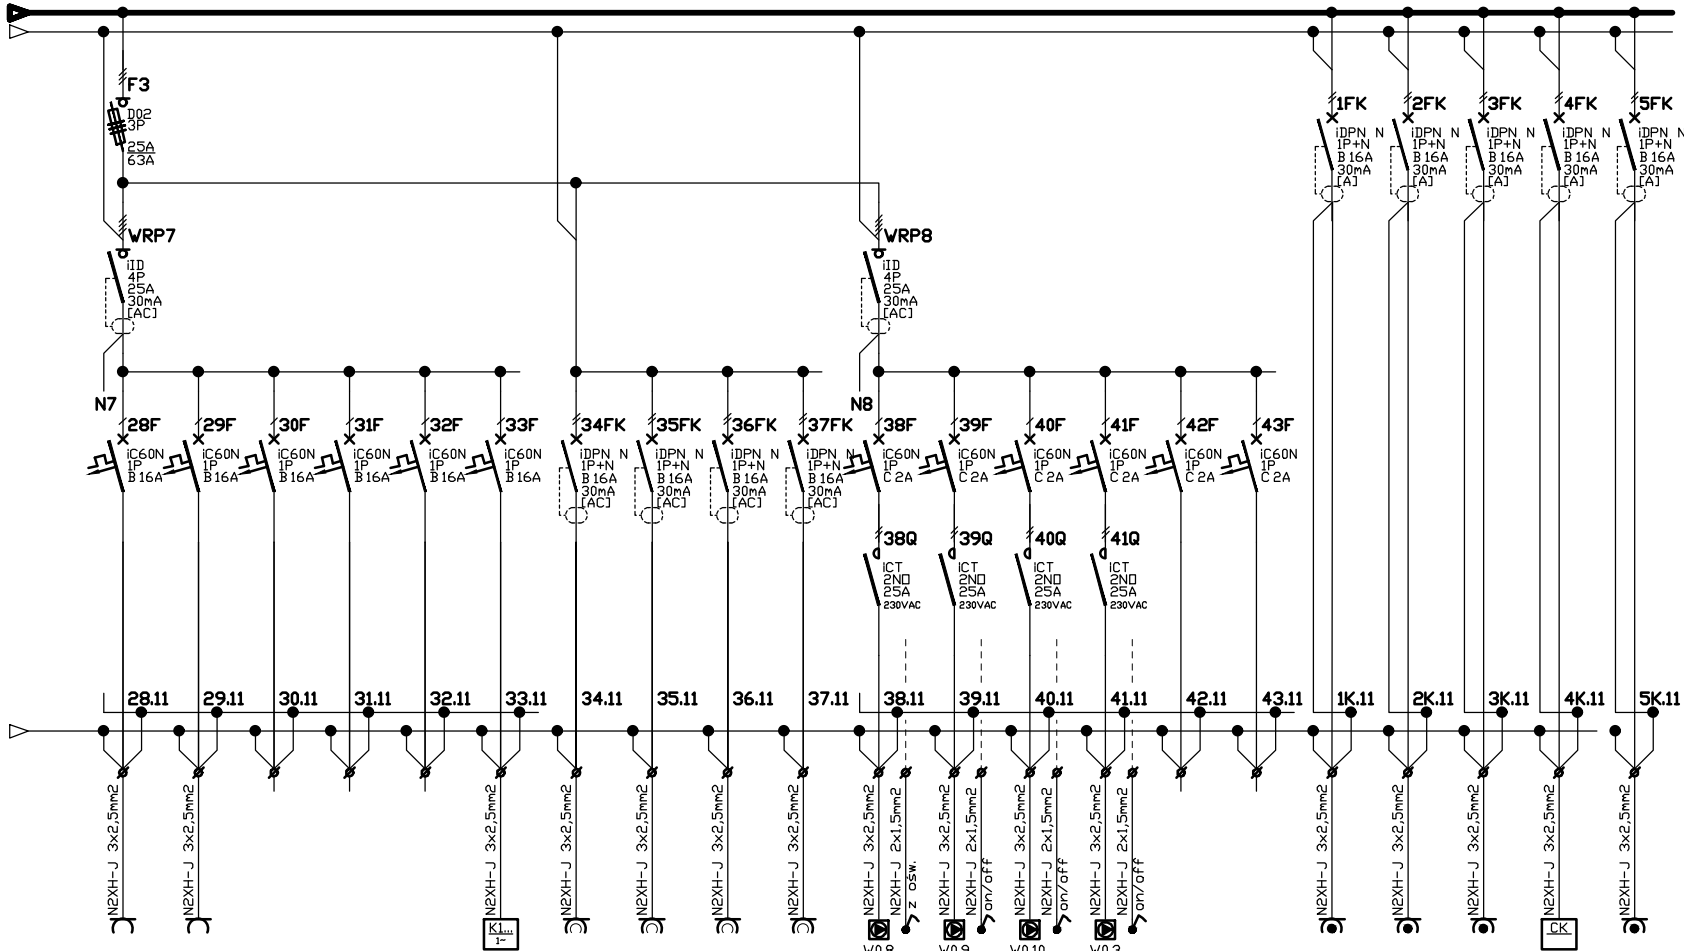 F3
D02
3P
25A
63A
1FK
2FK
3FK
4FK
5FK
iDPN N
1P+N
B 16A
30mA
[A]
iDPN N
1P+N
B 16A
30mA
[A]
iDPN N
1P+N
B 16A
30mA
[A]
iDPN N
1P+N
B 16A
30mA
[A]
iDPN N
1P+N
B 16A
30mA
[A]
WRP7
iID
4P
25A
30mA
[AC]
WRP8
iID
4P
25A
30mA
[AC]
N7
N8
28F
iC60N
1P
B 16A
29F
iC60N
1P
B 16A
30F
iC60N
1P
B 16A
31F
iC60N
1P
B 16A
32F
iC60N
1P
B 16A
33F
iC60N
1P
B 16A
34FK
iDPN N
1P+N
B 16A
30mA
[AC]
35FK
iDPN N
1P+N
B 16A
30mA
[AC]
36FK
iDPN N
1P+N
B 16A
30mA
[AC]
37FK
iDPN N
1P+N
B 16A
30mA
[AC]
38F
iC60N
1P
C 2A
39F
iC60N
1P
C 2A
40F
iC60N
1P
C 2A
41F
iC60N
1P
C 2A
42F
iC60N
1P
C 2A
43F
iC60N
1P
C 2A
38Q
iCT
2NO
25A
230VAC
39Q
iCT
2NO
25A
230VAC
40Q
iCT
2NO
25A
230VAC
41Q
iCT
2NO
25A
230VAC
28.11
29.11
30.11
31.11
32.11
33.11
34.11
35.11
36.11
37.11
38.11
39.11
40.11
41.11
42.11
43.11
1K.11
2K.11
3K.11
4K.11
5K.11
N2XH-J 3x2,5mm2
N2XH-J 3x2,5mm2
N2XH-J 3x2,5mm2
N2XH-J 3x2,5mm2
N2XH-J 3x2,5mm2
N2XH-J 3x2,5mm2
N2XH-J 3x2,5mm2
N2XH-J 3x2,5mm2
N2XH-J 2x1,5mm2
z ośw.
N2XH-J 3x2,5mm2
N2XH-J 2x1,5mm2
on/off
N2XH-J 3x2,5mm2
N2XH-J 2x1,5mm2
on/off
N2XH-J 3x2,5mm2
N2XH-J 2x1,5mm2
on/off
N2XH-J 3x2,5mm2
N2XH-J 3x2,5mm2
N2XH-J 3x2,5mm2
N2XH-J 3x2,5mm2
N2XH-J 3x2,5mm2
K1...
1~
CK
W0.8
W0.9
W0.10
W0.3